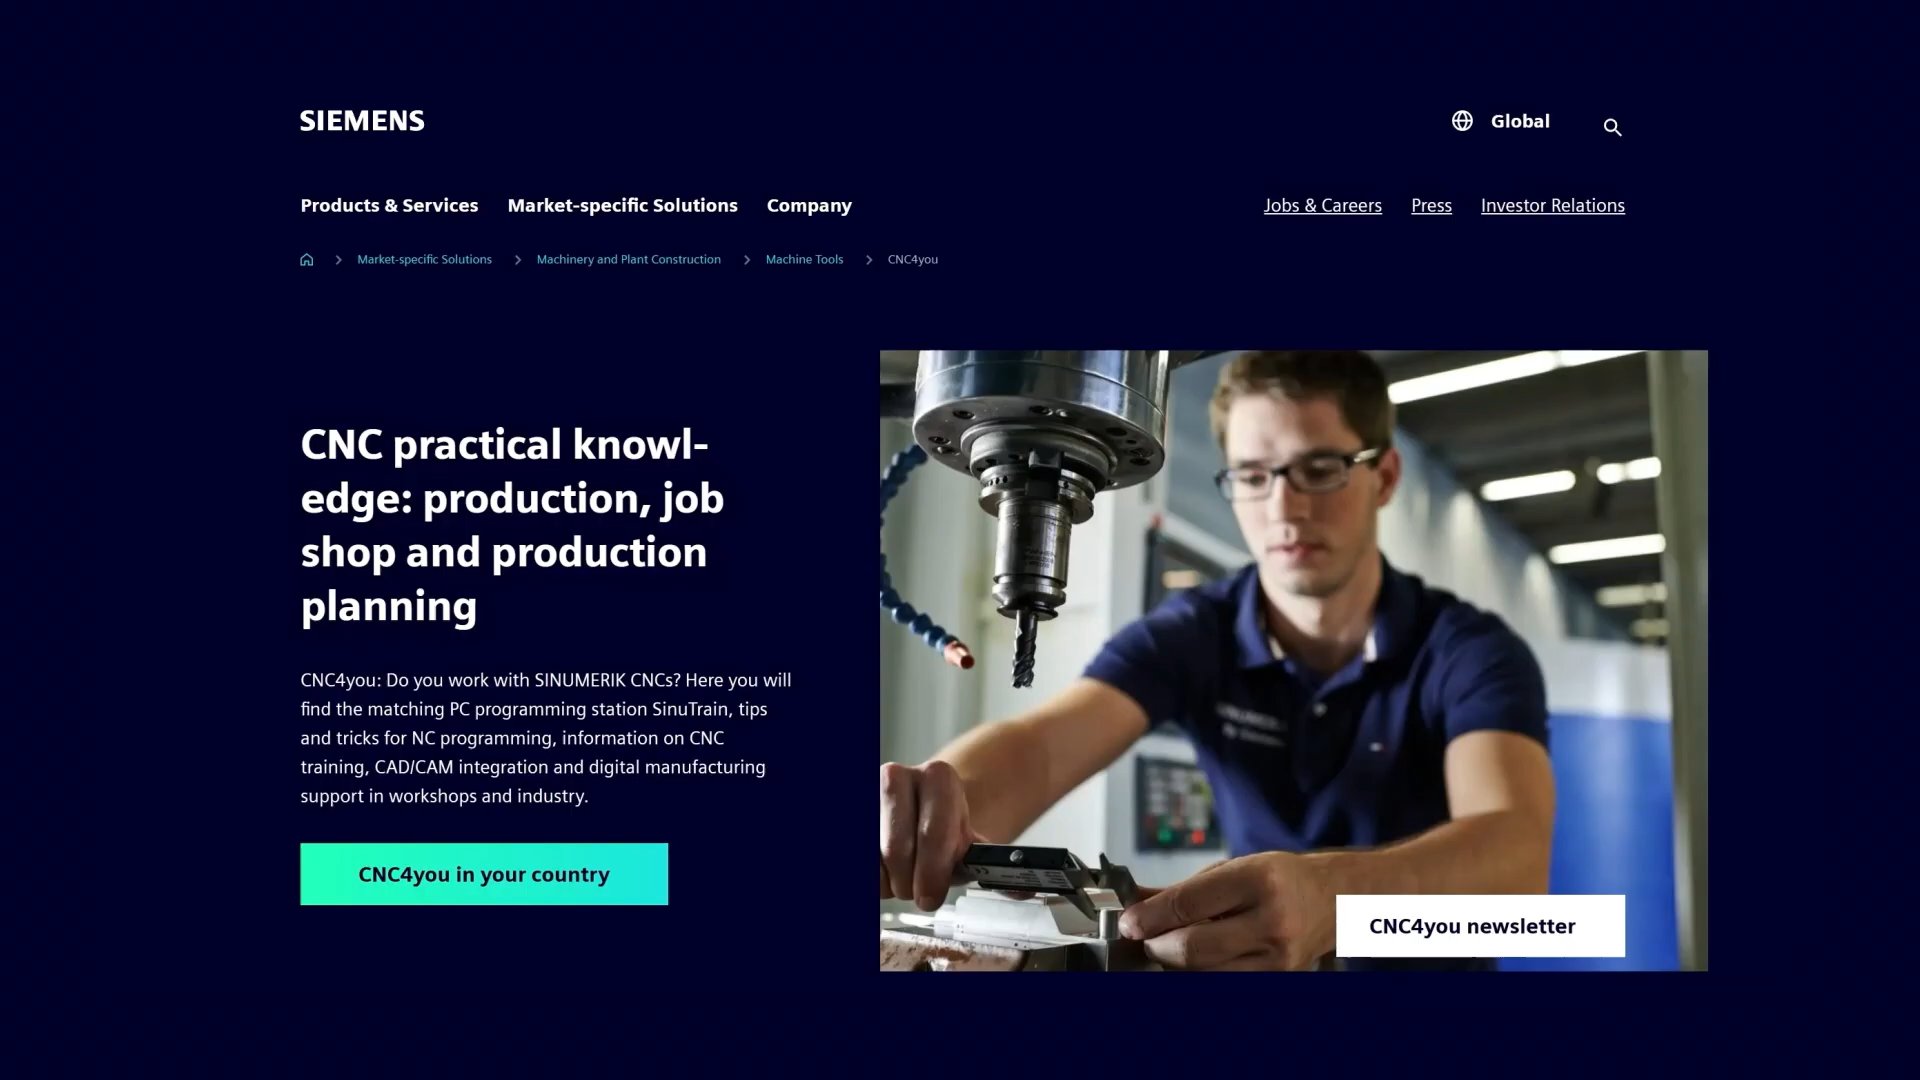 SIEMENS
Global
Products & Services Market-specific Solutions Company
Jobs & Careers Press Investor Relations
Market-specific Solutions Machinery and Plant Construction Machine Tools CNC4you
CNC practical knowl-
edge: production, job
shop and production
planning
CNC4you: Do you work with SINUMERIK CNCs? Here you will
find the matching PC programming station SinuTrain, tips
and tricks for NC programming, information on CNC
training, CAD/CAM integration and digital manufacturing
support in workshops and industry.
CNC4you in your country
CNC4you newsletter